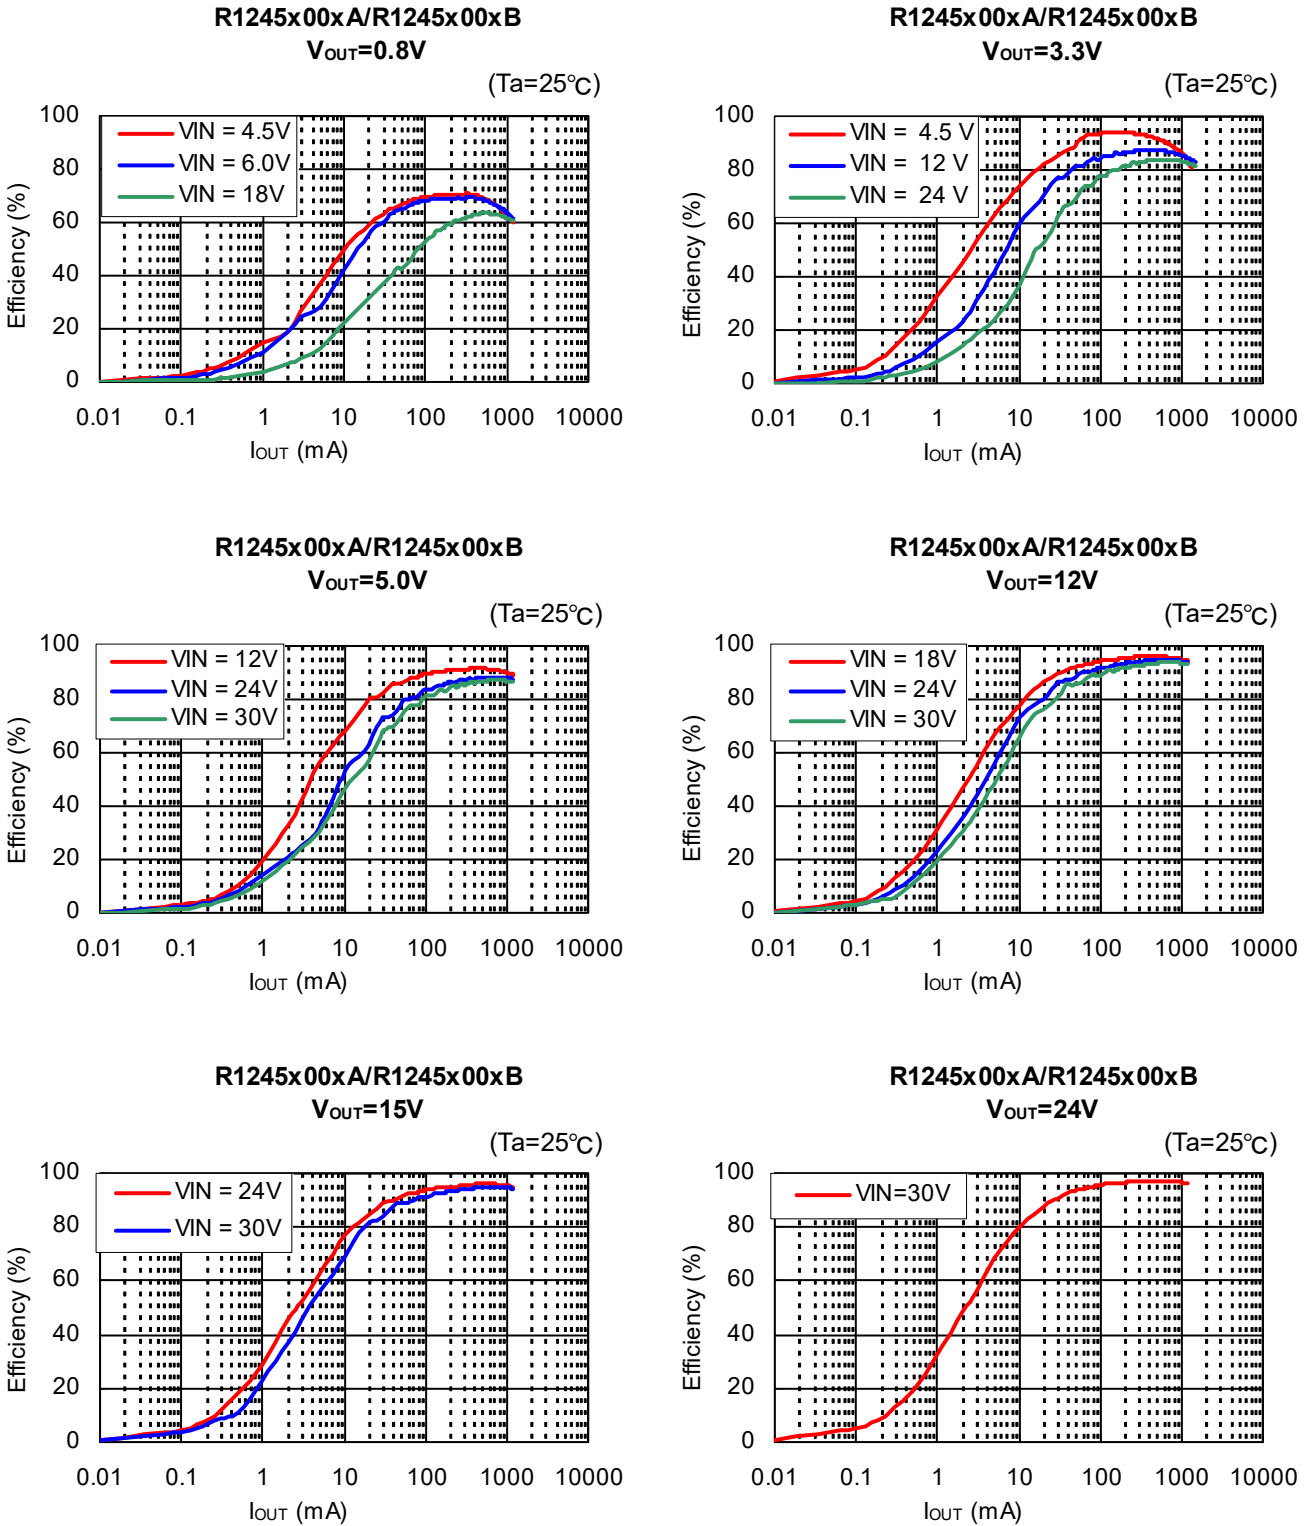 R1245x00xA/R1245x00xB
VOUT=0.8V
(Ta=25℃)
100
80
60
40
20
0
Efficiency (%)
VIN = 4.5V
VIN = 6.0V
VIN = 18V
0.01 0.1 1 10 100 1000 10000
IOUT (mA)
R1245x00xA/R1245x00xB
VOUT=3.3V
(Ta=25℃)
100
80
60
40
20
0
Efficiency (%)
VIN = 4.5 V
VIN = 12 V
VIN = 24 V
0.01 0.1 1 10 100 1000 10000
IOUT (mA)
R1245x00xA/R1245x00xB
VOUT=5.0V
(Ta=25℃)
100
80
60
40
20
0
Efficiency (%)
VIN = 12V
VIN = 24V
VIN = 30V
0.01 0.1 1 10 100 1000 10000
IOUT (mA)
R1245x00xA/R1245x00xB
VOUT=12V
(Ta=25℃)
100
80
60
40
20
0
Efficiency (%)
VIN = 18V
VIN = 24V
VIN = 30V
0.01 0.1 1 10 100 1000 10000
IOUT (mA)
R1245x00xA/R1245x00xB
VOUT=15V
(Ta=25℃)
100
80
60
40
20
0
Efficiency (%)
VIN = 24V
VIN = 30V
0.01 0.1 1 10 100 1000 10000
IOUT (mA)
R1245x00xA/R1245x00xB
VOUT=24V
(Ta=25℃)
100
80
60
40
20
0
Efficiency (%)
VIN=30V
0.01 0.1 1 10 100 1000 10000
IOUT (mA)